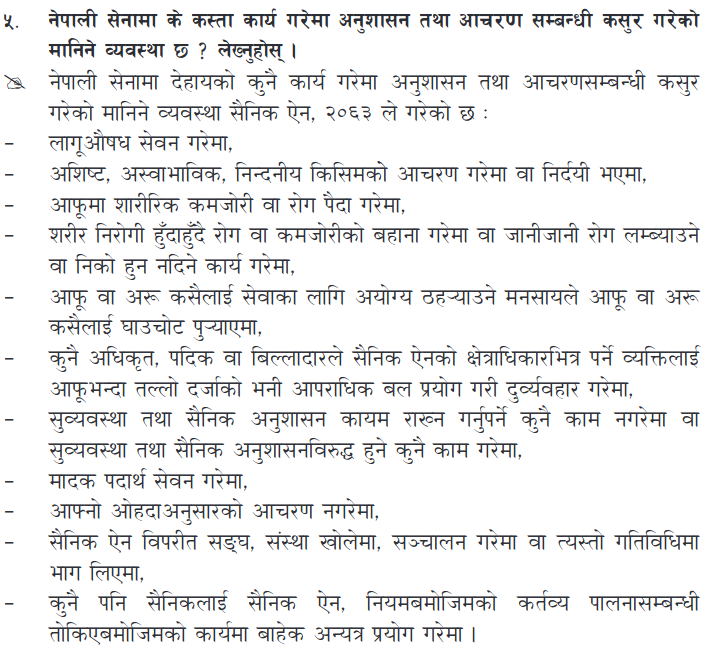 ५. नेपाली सेनामा के कस्ता कार्य गरेमा अनुशासन तथा आचरण सम्बन्धी कसुर गरेको
मानिने व्यवस्था छ ? लेख्नुहोस् ।
नेपाली सेनामा देहायको कुनै कार्य गरेमा अनुशासन तथा आचरणसम्बन्धी कसुर
गरेको मानिने व्यवस्था सैनिक ऐन, २०६३ ले गरेको छ :
– लागूऔषध सेवन गरेमा,
– अशिष्ट, अस्वाभाविक, निन्दनीय किसिमको आचरण गरेमा वा निर्दयी भएमा,
– आफूमा शारीरिक कमजोरी वा रोग पैदा गरेमा,
– शरीर निरोगी हुँदाहुँदै रोग वा कमजोरीको बहाना गरेमा वा जानीजानी रोग लम्ब्याउने
वा निको हुन नदिने कार्य गरेमा,
– आफू वा अरू कसैलाई सेवाका लागि अयोग्य ठहऱ्याउने मनसायले आफू वा अरू
कसैलाई घाउचोट पुऱ्याएमा,
– कुनै अधिकृत, पदिक वा बिल्लादारले सैनिक ऐनको क्षेत्राधिकारभित्र पर्ने व्यक्तिलाई
आफूभन्दा तल्लो दर्जाको भनी आपराधिक बल प्रयोग गरी दुर्व्यवहार गरेमा,
– सुव्यवस्था तथा सैनिक अनुशासन कायम राख्न गर्नुपर्ने कुनै काम नगरेमा वा
सुव्यवस्था तथा सैनिक अनुशासनविरुद्ध हुने कुनै काम गरेमा,
– मादक पदार्थ सेवन गरेमा,
– आफ्नो ओहदाअनुसारको आचरण नगरेमा,
– सैनिक ऐन विपरीत सङ्घ, संस्था खोलेमा, सञ्चालन गरेमा वा त्यस्तो गतिविधिमा
भाग लिएमा,
– कुनै पनि सैनिकलाई सैनिक ऐन, नियमबमोजिमको कर्तव्य पालनासम्बन्धी
तोकिएबमोजिमको कार्यमा बाहेक अन्यत्र प्रयोग गरेमा ।